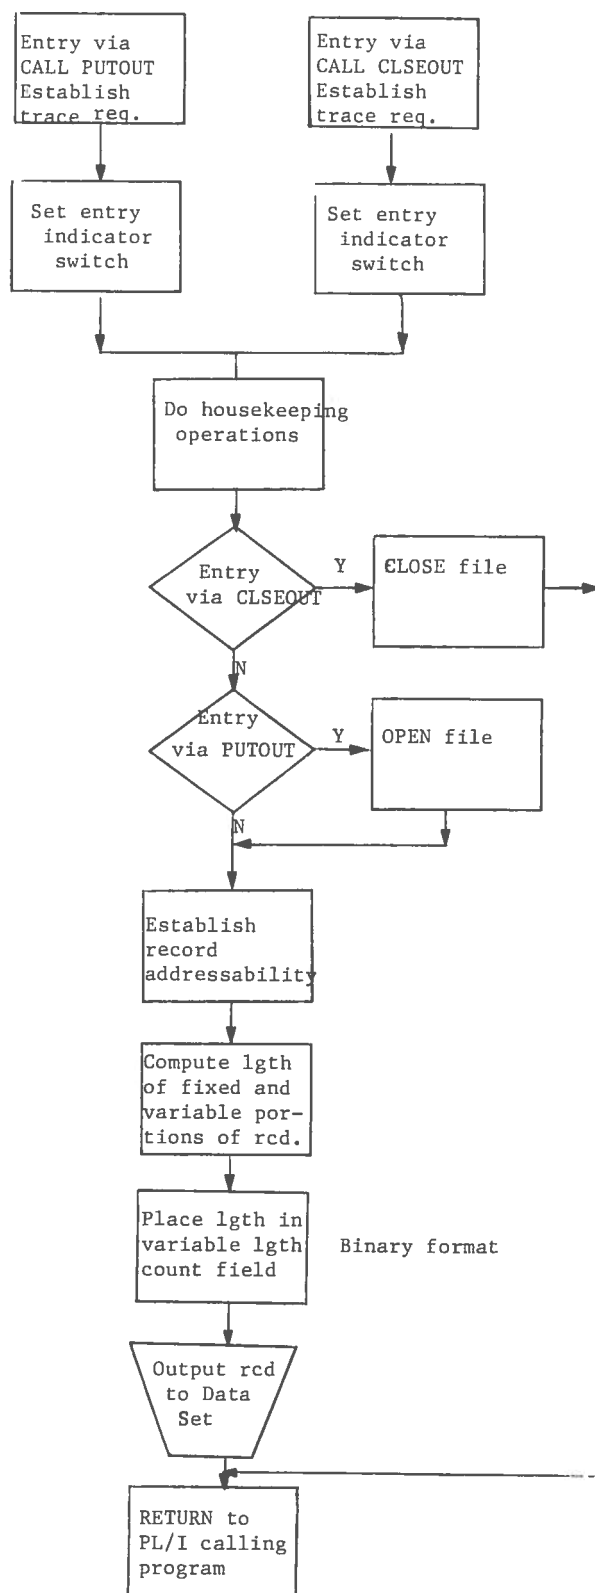 Entry via
CALL PUTOUT
Establish
trace req.
Entry via
CALL CLSEOUT
Establish
trace req.
Set entry
indicator
switch
Set entry
indicator
switch
Do housekeeping
operations
Entry
via CLSEOUT
Y
CLOSE file
N
Entry
via PUTOUT
Y
OPEN file
N
Establish
record
addressability
Compute lgth
of fixed and
variable por-
tions of rcd.
Place lgth in
variable lgth
count field
Binary format
Output rcd
to Data
Set
RETURN to
PL/I calling
program